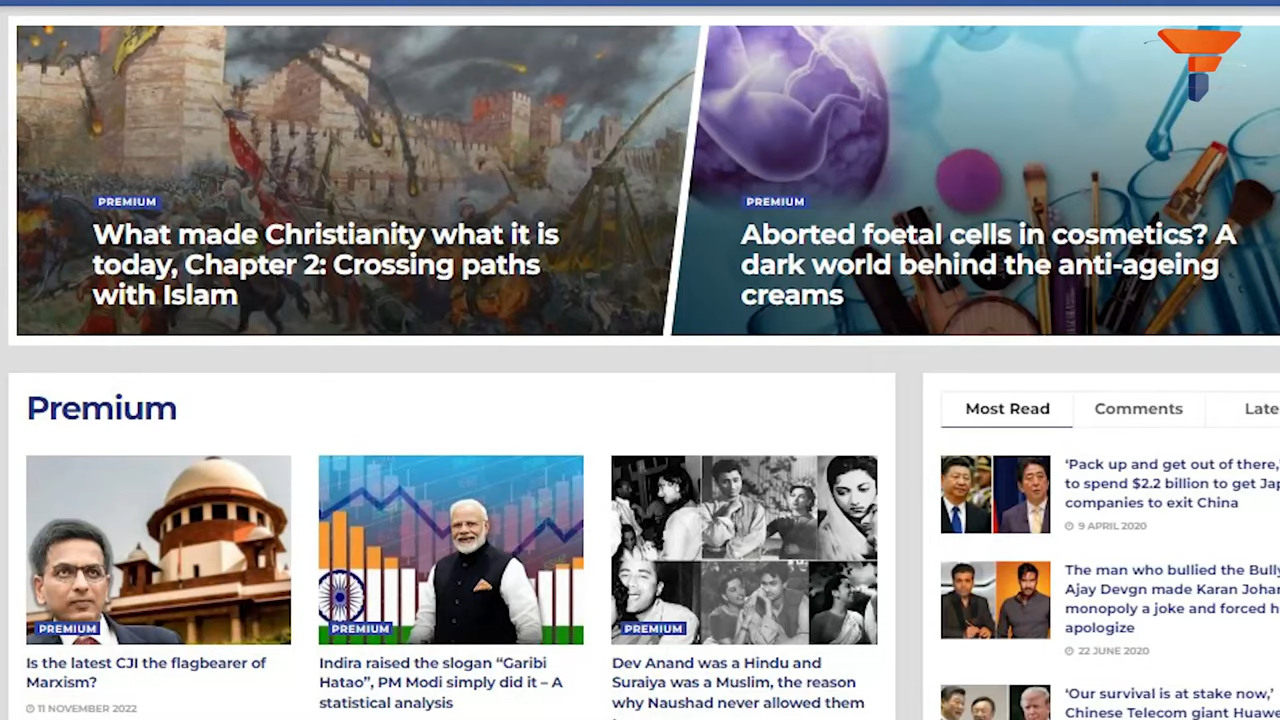 PREMIUM
What made Christianity what it is
today, Chapter 2: Crossing paths
with Islam
PREMIUM
Aborted foetal cells in cosmetics? A
dark world behind the anti-ageing
creams
Premium
PREMIUM
Is the latest CJI the flagbearer of
Marxism?
11 NOVEMBER 2022
PREMIUM
Indira raised the slogan “Garibi
Hatao”, PM Modi simply did it – A
statistical analysis
PREMIUM
Dev Anand was a Hindu and
Suraiya was a Muslim, the reason
why Naushad never allowed them
Most Read
Comments
Late
‘Pack up and get out of there,’
to spend $2.2 billion to get Jap
companies to exit China
9 APRIL 2020
The man who bullied the Bully
Ajay Devgn made Karan Johar
monopoly a joke and forced h
apologize
22 JUNE 2020
‘Our survival is at stake now,’
Chinese Telecom giant Huawe